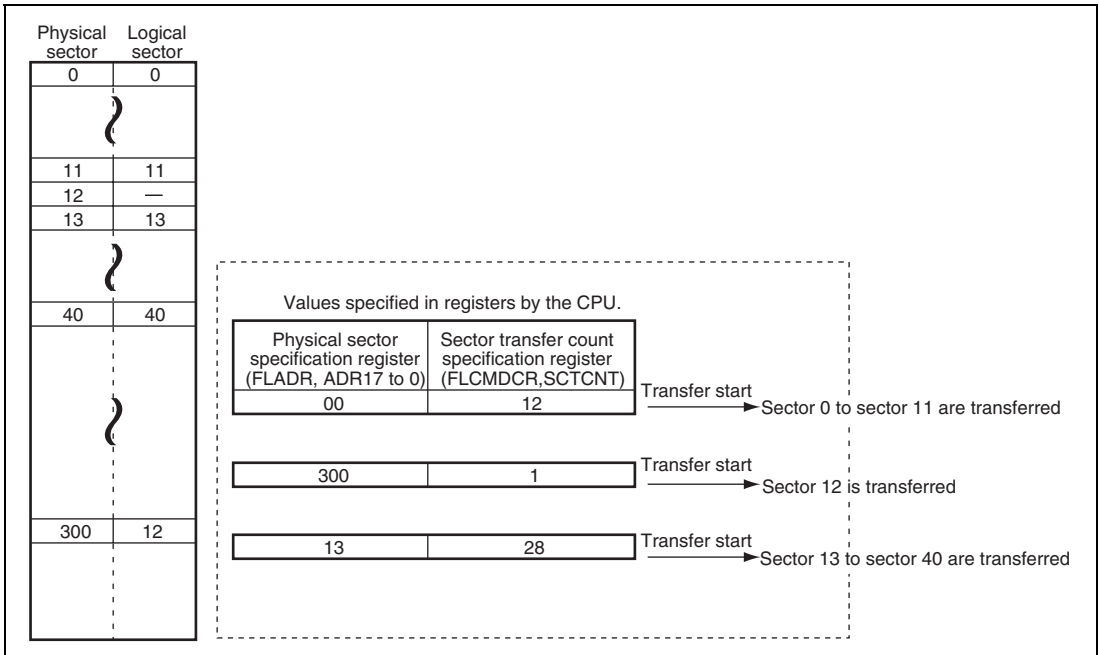 Physical sector
Logical sector
0 0
11 11
12 —
13 13
40 40
300 12
Values specified in registers by the CPU.
Physical sector specification register (FLADR, ADR17 to 0)
Sector transfer count specification register (FLCMDCR,SCTCNT)
00 12
Transfer start
Sector 0 to sector 11 are transferred
300 1
Transfer start
Sector 12 is transferred
13 28
Transfer start
Sector 13 to sector 40 are transferred